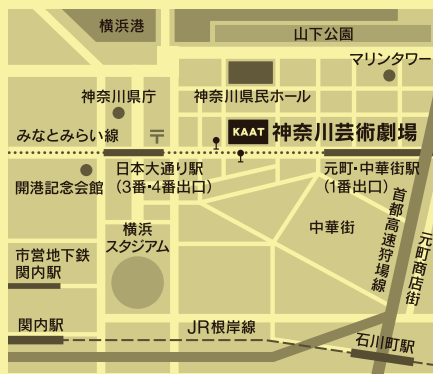 横浜港
山下公園
マリンタワー
神奈川県庁
神奈川県民ホール
みなとみらい線
〒
KAAT 神奈川芸術劇場
開港記念会館
日本大通り駅
(3番・4番出口)
元町・中華街駅
(1番出口)
首都高速狩場線
元町商店街
横浜
スタジアム
中華街
市営地下鉄
関内駅
関内駅
JR根岸線
石川町駅